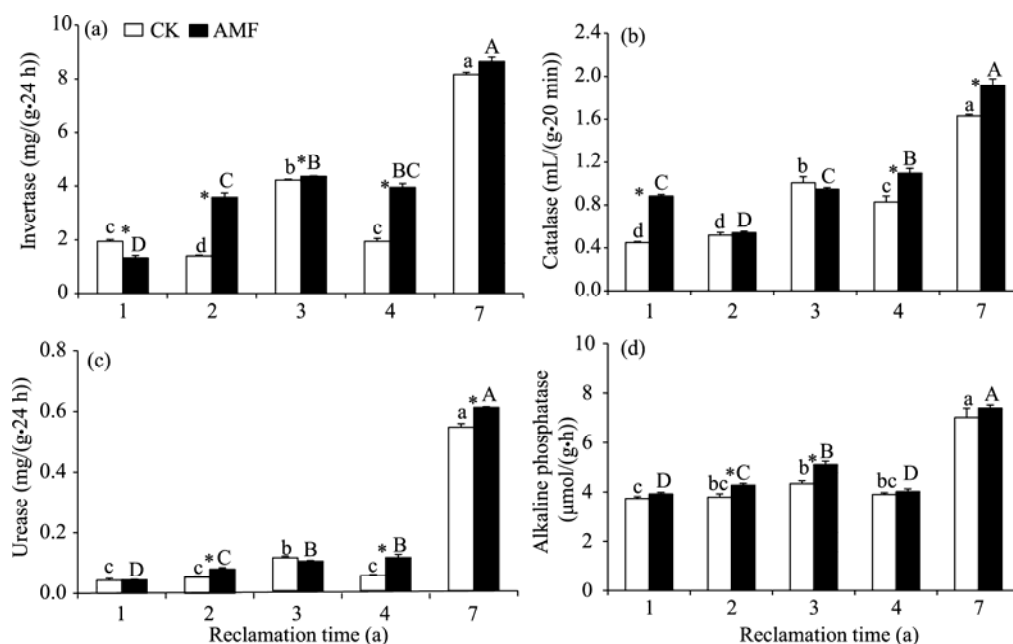 (a) CK AMF
Invertase (mg/(g•24 h))
10
8
6
4
2
0
c * D
d * C
b * B
c * BC
a A
1 2 3 4 7
(b)
Catalase (mL/(g•20 min))
2.4
2.0
1.6
1.2
0.8
0.4
0.0
d * C
d D
b C
c * B
a * A
1 2 3 4 7
(c)
Urease (mg/(g•24 h))
0.8
0.6
0.4
0.2
0.0
c D
c * C
b B
c * B
a * A
1 2 3 4 7
Reclamation time (a)
(d)
Alkaline phosphatase
(μmol/(g•h))
10
8
6
4
2
0
c D
bc * C
b * B
bc D
a A
1 2 3 4 7
Reclamation time (a)